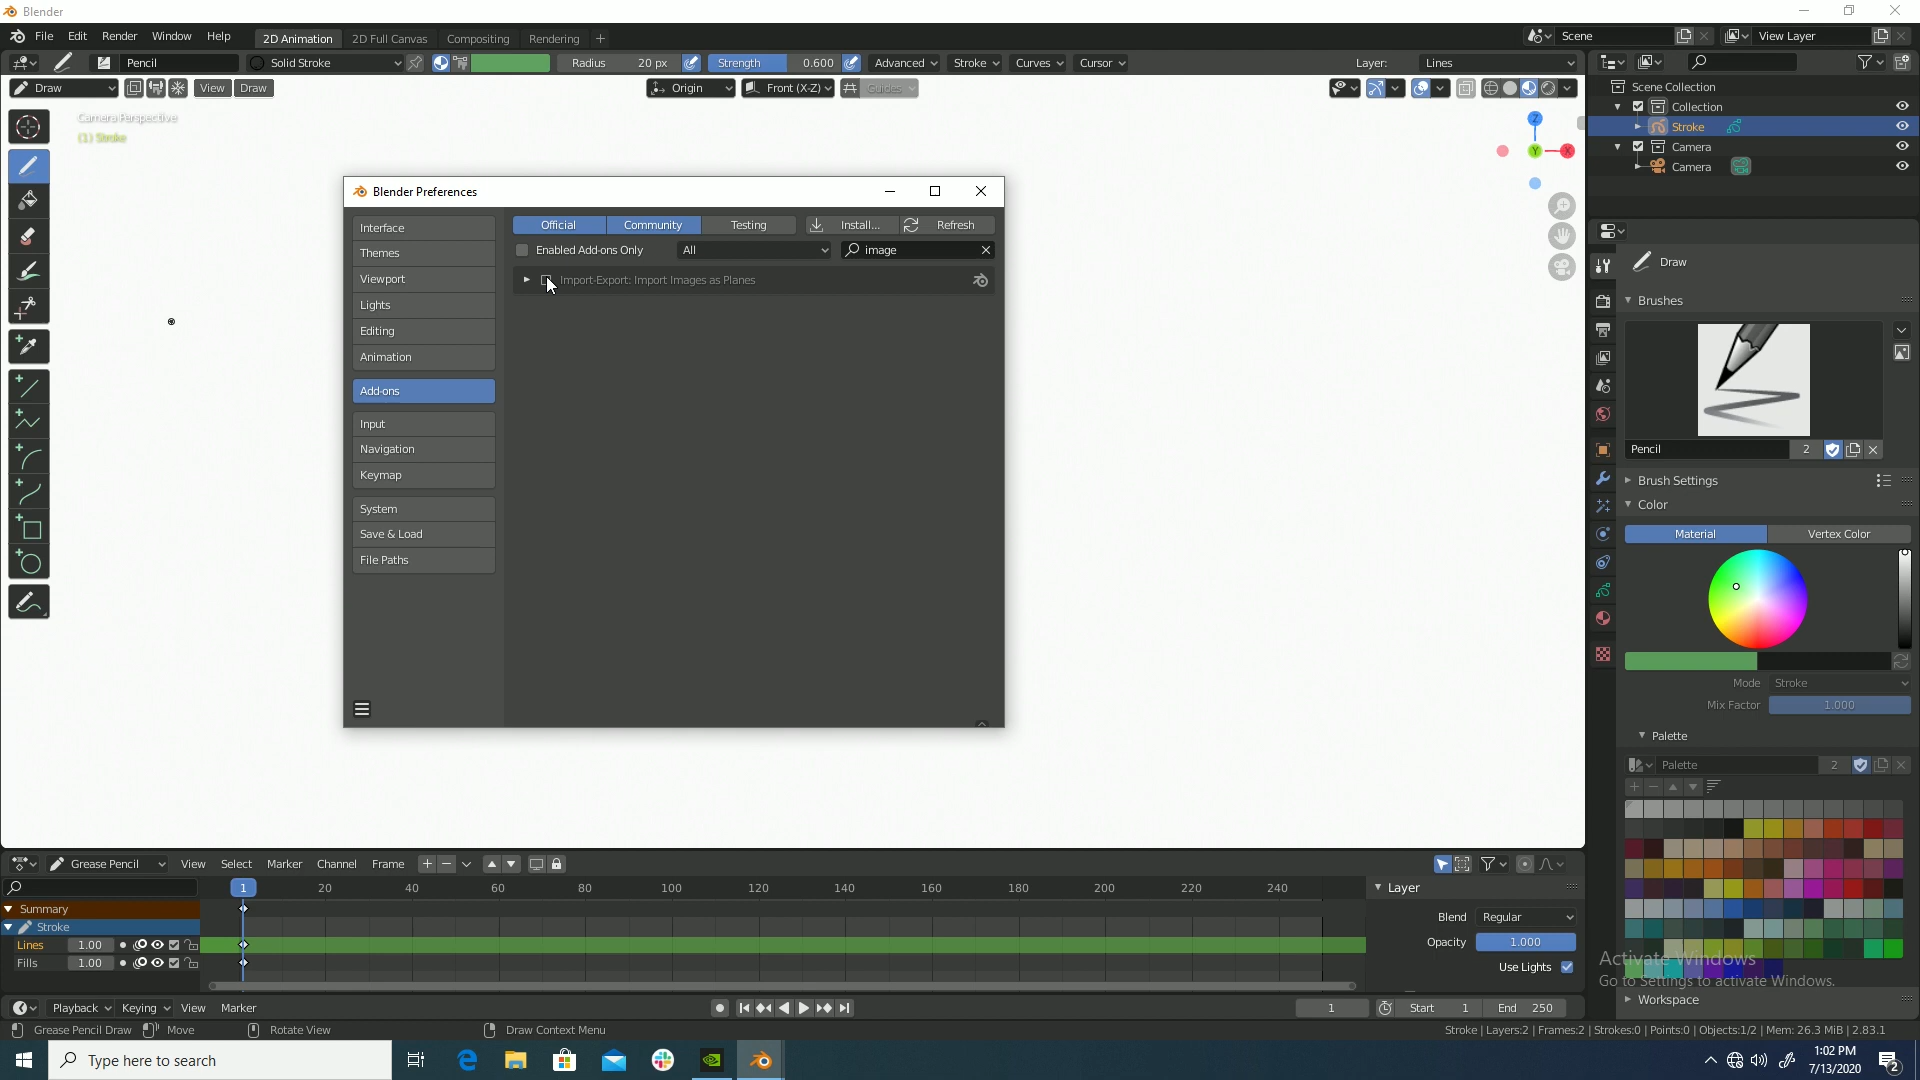 Blender
File Edit Render Window Help 2D Animation 2D Full Canvas Compositing Rendering Scene View Layer
Pencil Solid Stroke Radius 20 px Strength 0.600 Advanced Stroke Curves Cursor Layer: Lines
Draw View Draw Origin Front (X-Z) Guides
Scene Collection
Collection
Stroke
Camera
Camera
Camera Perspective
(1) Stroke
Z
Y
X
Blender Preferences
Interface
Themes
Viewport
Lights
Editing
Animation
Add-ons
Input
Navigation
Keymap
System
Save & Load
File Paths
Official Community Testing Install... Refresh
Enabled Add-ons Only All image
Import-Export: Import Images as Planes
Draw
Brushes
Pencil 2
Brush Settings
Color
Material Vertex Color
Mode Stroke
Mix Factor 1.000
Palette
Palette 2
Workspace
Activate Windows
Go to Settings to activate Windows.
Grease Pencil View Select Marker Channel Frame
1 20 40 60 80 100 120 140 160 180 200 220 240
Summary
Stroke
Lines 1.00
Fills 1.00
Layer
Blend Regular
Opacity 1.000
Use Lights
Playback Keying View Marker 1 Start 1 End 250
Grease Pencil Draw Move Rotate View Draw Context Menu Stroke | Layers:2 | Frames:2 | Strokes:0 | Points:0 | Objects:1/2 | Mem: 26.3 MiB | 2.83.1
Type here to search
1:02 PM
7/13/2020
2